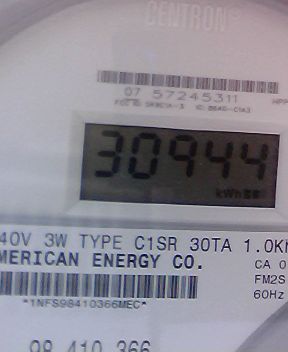 CENTRON®
07 57245311
30944
kWh
40V 3W TYPE C1SR 30TA 1.0K
MERICAN ENERGY CO.
CA 0
FM2S
60Hz
*1NFS98410366MEC*
98 410 366